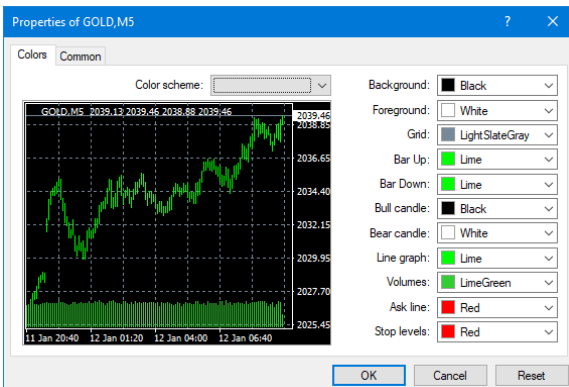 Properties of GOLD,M5
Colors Common
Color scheme:
GOLD,M5 2039.13 2039.46 2038.88 2039.46
2039.46
2038.85
2036.65
2034.40
2032.15
2029.95
2027.70
2025.45
11 Jan 20:40 12 Jan 01:20 12 Jan 04:00 12 Jan 06:40
Background: Black
Foreground: White
Grid: LightSlateGray
Bar Up: Lime
Bar Down: Lime
Bull candle: Black
Bear candle: White
Line graph: Lime
Volumes: LimeGreen
Ask line: Red
Stop levels: Red
OK Cancel Reset